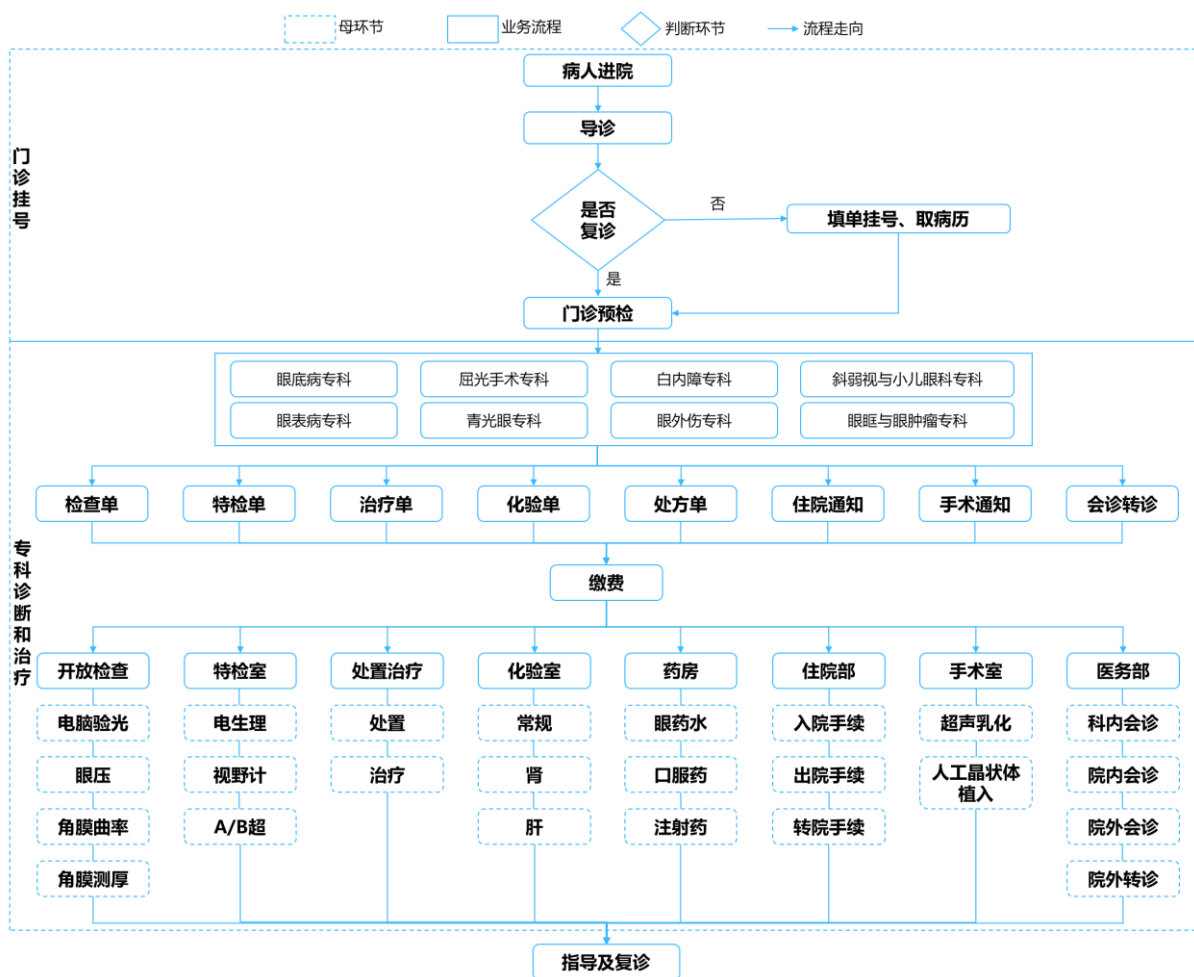 母环节
业务流程
判断环节
流程走向
门诊挂号
病人进院
导诊
是否
复诊
否
填单挂号、取病历
是
门诊预检
专科诊断和治疗
眼底病专科
屈光手术专科
白内障专科
斜弱视与小儿眼科专科
眼表病专科
青光眼专科
眼外伤专科
眼眶与眼肿瘤专科
检查单
特检单
治疗单
化验单
处方单
住院通知
手术通知
会诊转诊
缴费
开放检查
特检室
处置治疗
化验室
药房
住院部
手术室
医务部
电脑验光
电生理
处置
常规
眼药水
入院手续
超声乳化
科内会诊
眼压
视野计
治疗
肾
口服药
出院手续
人工晶状体
植入
院内会诊
角膜曲率
A/B超
肝
注射药
转院手续
院外会诊
角膜测厚
院外转诊
指导及复诊